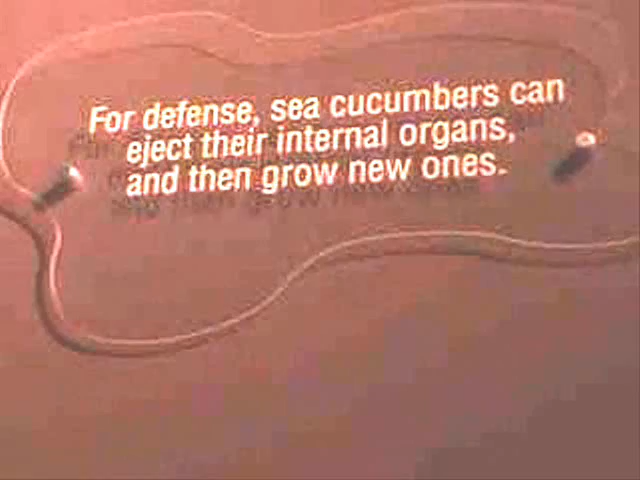 For defense, sea cucumbers can
eject their internal organs,
and then grow new ones.